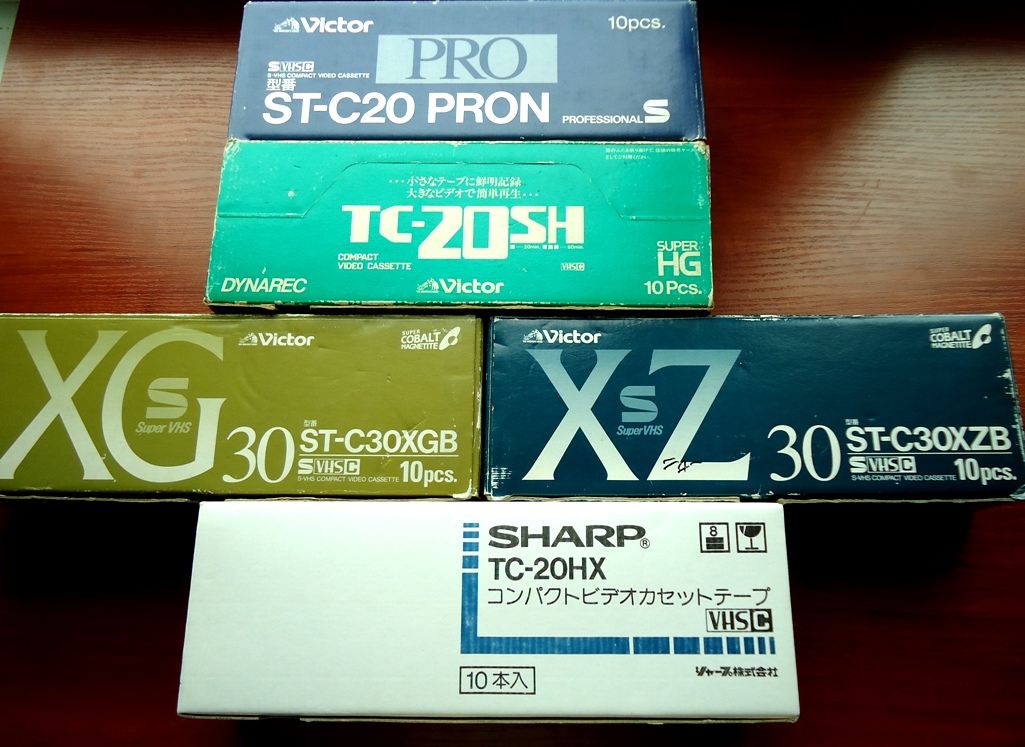 Victor
10pcs.
PRO
S VHS C
S-VHS COMPACT VIDEO CASSETTE
型番
ST-C20 PRON
PROFESSIONAL S
・・・小さなテープに鮮明記録
大きなビデオで簡単再生・・・
TC-20SH
COMPACT
VIDEO CASSETTE
VHS C
SUPER
HG
DYNAREC
Victor
10 Pcs.
XG
Victor
SUPER
COBALT
MAGNETITE
S
Super VHS
30
型番
ST-C30XGB
S VHS C
10pcs.
S-VHS COMPACT VIDEO CASSETTE
XZ
Victor
SUPER
COBALT
MAGNETITE
S
Super VHS
30
型番
ST-C30XZB
S VHS C
10pcs.
S-VHS COMPACT VIDEO CASSETTE
SHARP®
8
TC-20HX
コンパクトビデオカセットテープ
VHS C
シャープ株式会社
10本入